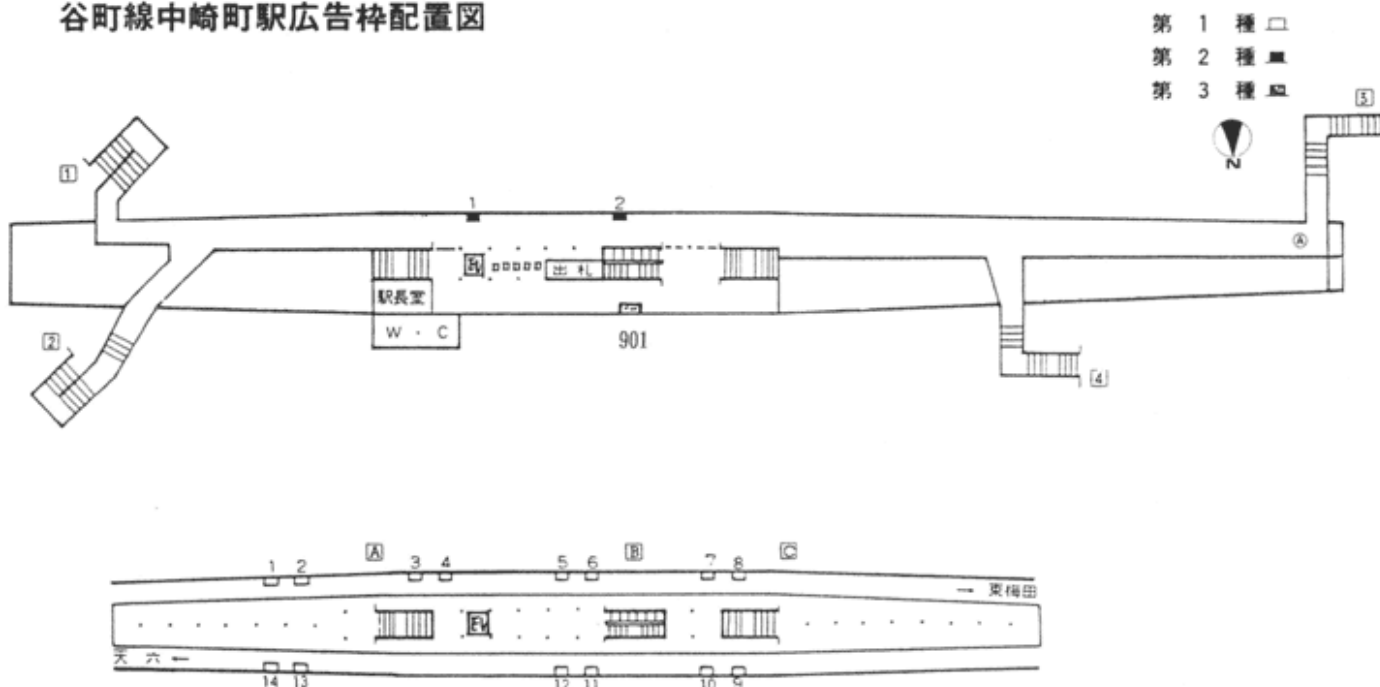 谷町線中崎町駅広告枠配置図
第 1 種
第 2 種
第 3 種
N
1
2
3
4
1 2
A
EV
出札
駅長室
W・C
901
A B C
1 2 3 4 5 6 7 8
→ 東梅田
EV
天六 ←
14 13 12 11 10 9